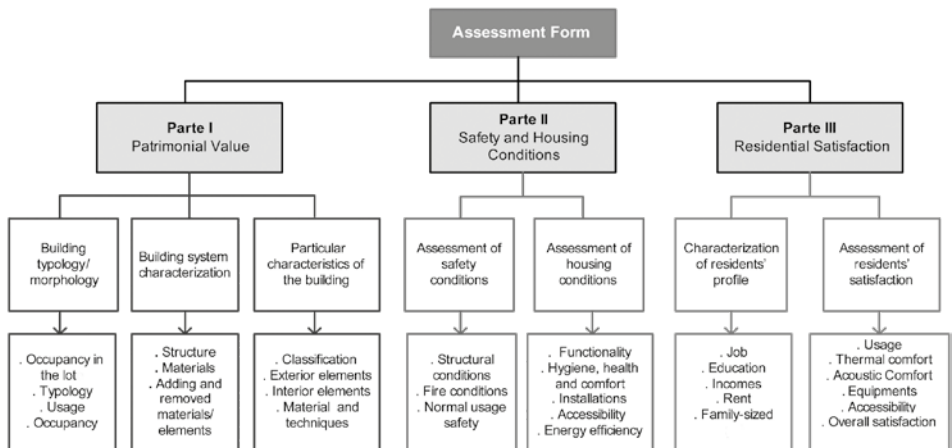 Assessment Form
Parte I
Patrimonial Value
Parte II
Safety and Housing
Conditions
Parte III
Residential Satisfaction
Building
typology/
morphology
Building system
characterization
Particular
characteristics of
the building
Assessment of
safety
conditions
Assessment of
housing
conditions
Characterization
of residents'
profile
Assessment of
residents'
satisfaction
. Occupancy in
the lot
. Typology
. Usage
. Occupancy
. Structure
. Materials
. Adding and
removed
materials/
elements
. Classification
. Exterior elements
. Interior elements
. Material and
techniques
. Structural
conditions
. Fire conditions
. Normal usage
safety
. Functionality
. Hygiene, health
and comfort
. Installations
. Accessibility
. Energy efficiency
. Job
. Education
. Incomes
. Rent
. Family-sized
. Usage
. Thermal comfort
. Acoustic Comfort
. Equipments
. Accessibility
. Overall satisfaction